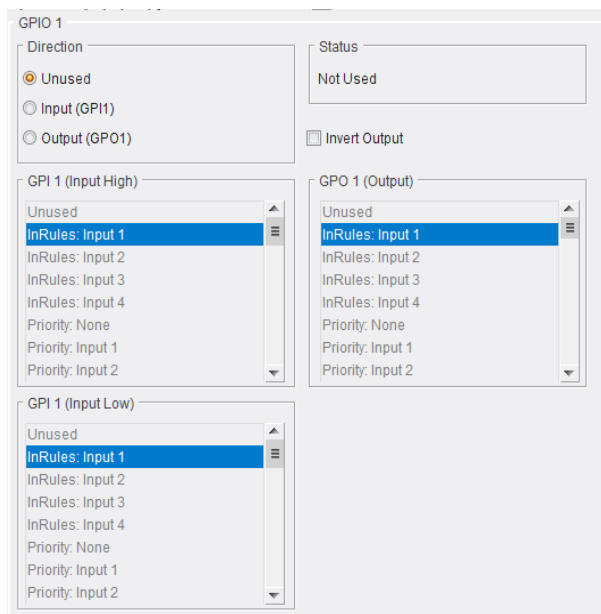 GPIO 1
Direction
Unused
Input (GPI1)
Output (GPO1)
Status
Not Used
Invert Output
GPI 1 (Input High)
Unused
InRules: Input 1
InRules: Input 2
InRules: Input 3
InRules: Input 4
Priority: None
Priority: Input 1
Priority: Input 2
GPO 1 (Output)
Unused
InRules: Input 1
InRules: Input 2
InRules: Input 3
InRules: Input 4
Priority: None
Priority: Input 1
Priority: Input 2
GPI 1 (Input Low)
Unused
InRules: Input 1
InRules: Input 2
InRules: Input 3
InRules: Input 4
Priority: None
Priority: Input 1
Priority: Input 2